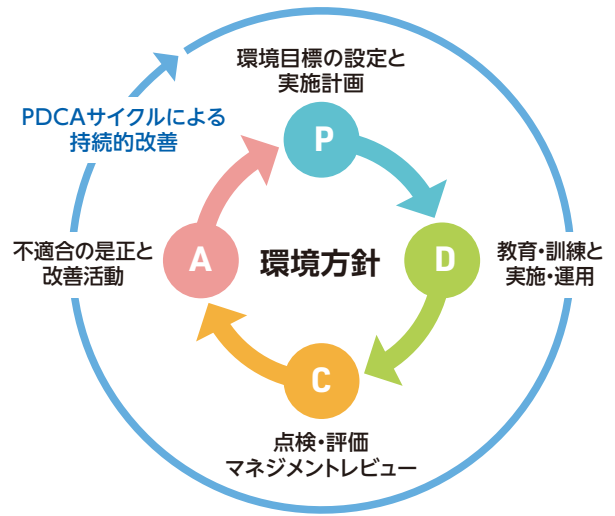 環境目標の設定と
実施計画
PDCAサイクルによる
持続的改善
P
不適合の是正と
改善活動
A
環境方針
D
教育・訓練と
実施・運用
C
点検・評価
マネジメントレビュー